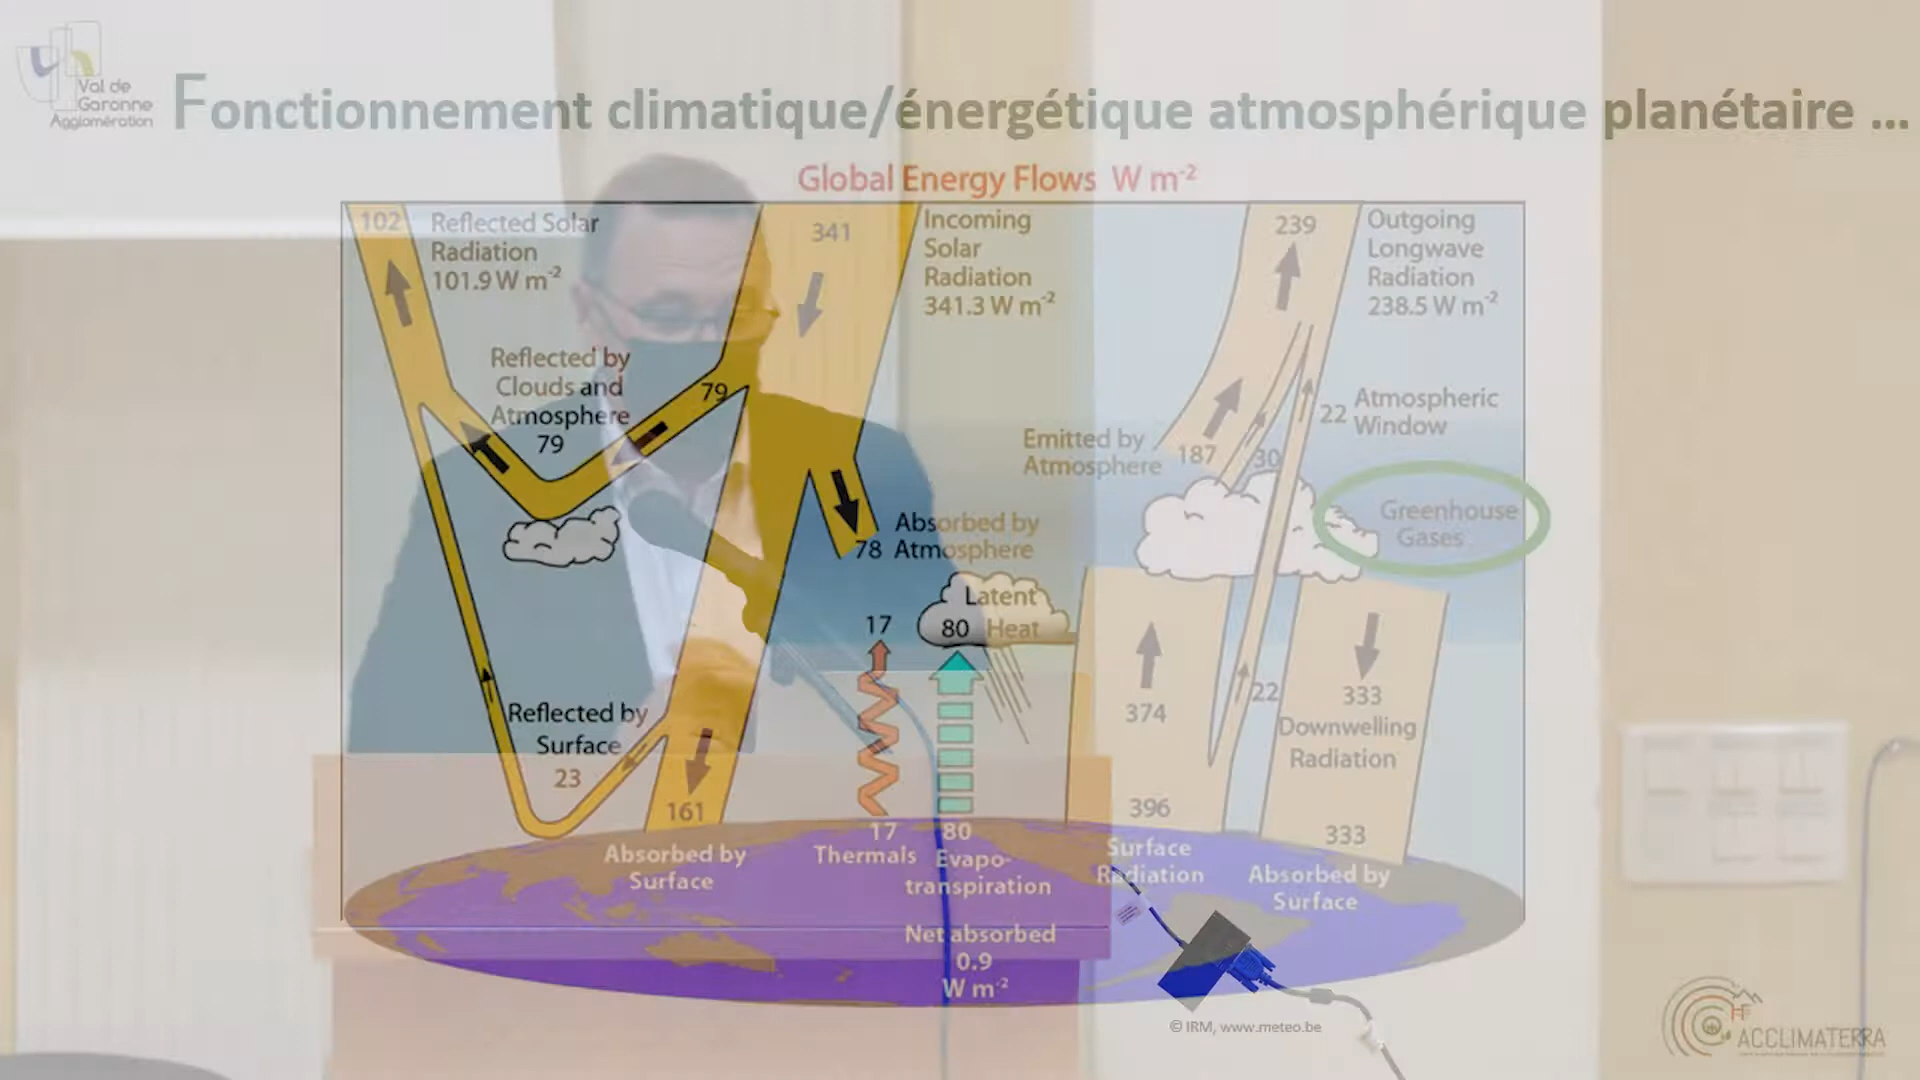 Val de
Garonne
Agglomération
Fonctionnement climatique/énergétique atmosphérique planétaire ...
Global Energy Flows W m-2
102
Reflected Solar
Radiation
101.9 W m-2
341
Incoming
Solar
Radiation
341.3 W m-2
239
Outgoing
Longwave
Radiation
238.5 W m-2
Reflected by
Clouds and
Atmosphere
79
79
Emitted by
Atmosphere
187
30
22
Atmospheric
Window
Greenhouse
Gases
Absorbed by
78 Atmosphere
17
Latent
80 Heat
Reflected by
Surface
23
161
374
22
333
Downwelling
Radiation
396
333
Absorbed by
Surface
17
Thermals
80
Evapo-
transpiration
Surface
Radiation
Absorbed by
Surface
Net absorbed
0.9
W m-2
© IRM, www.meteo.be
ACCLIMATERRA